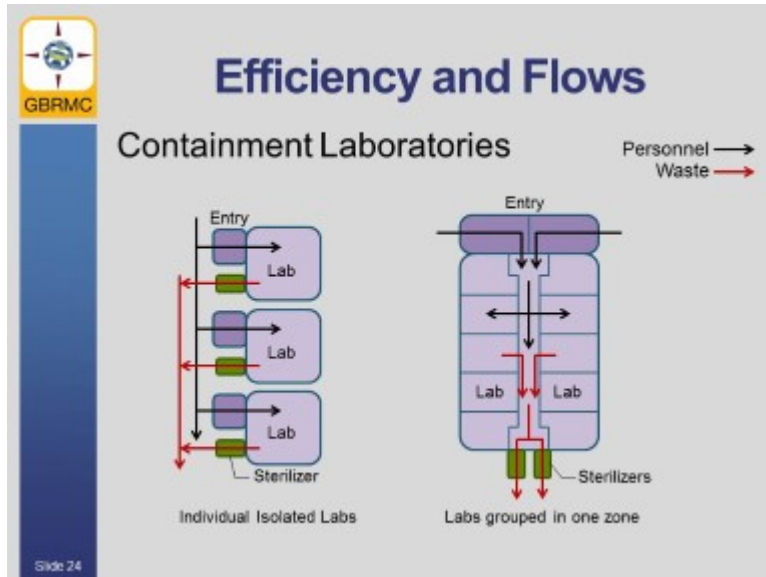 GBRMC
Efficiency and Flows
Containment Laboratories
Personnel
Waste
Entry
Lab
Lab
Lab
Sterilizer
Individual Isolated Labs
Entry
Lab Lab
Sterilizers
Labs grouped in one zone
Slide 24